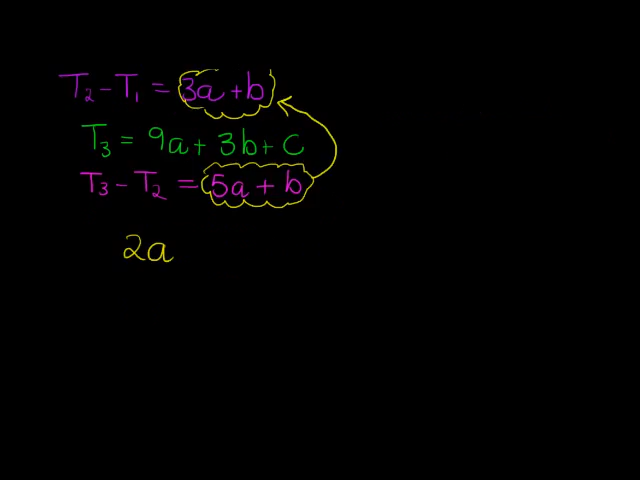 T₂ - T₁ = 3a + b
T₃ = 9a + 3b + c
T₃ - T₂ = 5a + b
2a